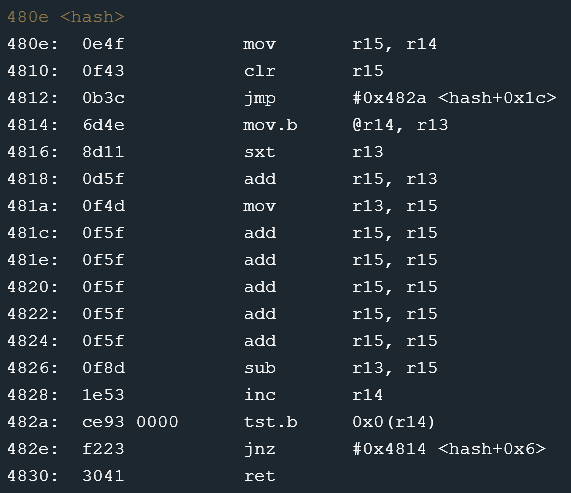 480e <hash>
480e: 0e4f mov r15, r14
4810: 0f43 clr r15
4812: 0b3c jmp #0x482a <hash+0x1c>
4814: 6d4e mov.b @r14, r13
4816: 8d11 sxt r13
4818: 0d5f add r15, r13
481a: 0f4d mov r13, r15
481c: 0f5f add r15, r15
481e: 0f5f add r15, r15
4820: 0f5f add r15, r15
4822: 0f5f add r15, r15
4824: 0f5f add r15, r15
4826: 0f8d sub r13, r15
4828: 1e53 inc r14
482a: ce93 0000 tst.b 0x0(r14)
482e: f223 jnz #0x4814 <hash+0x6>
4830: 3041 ret